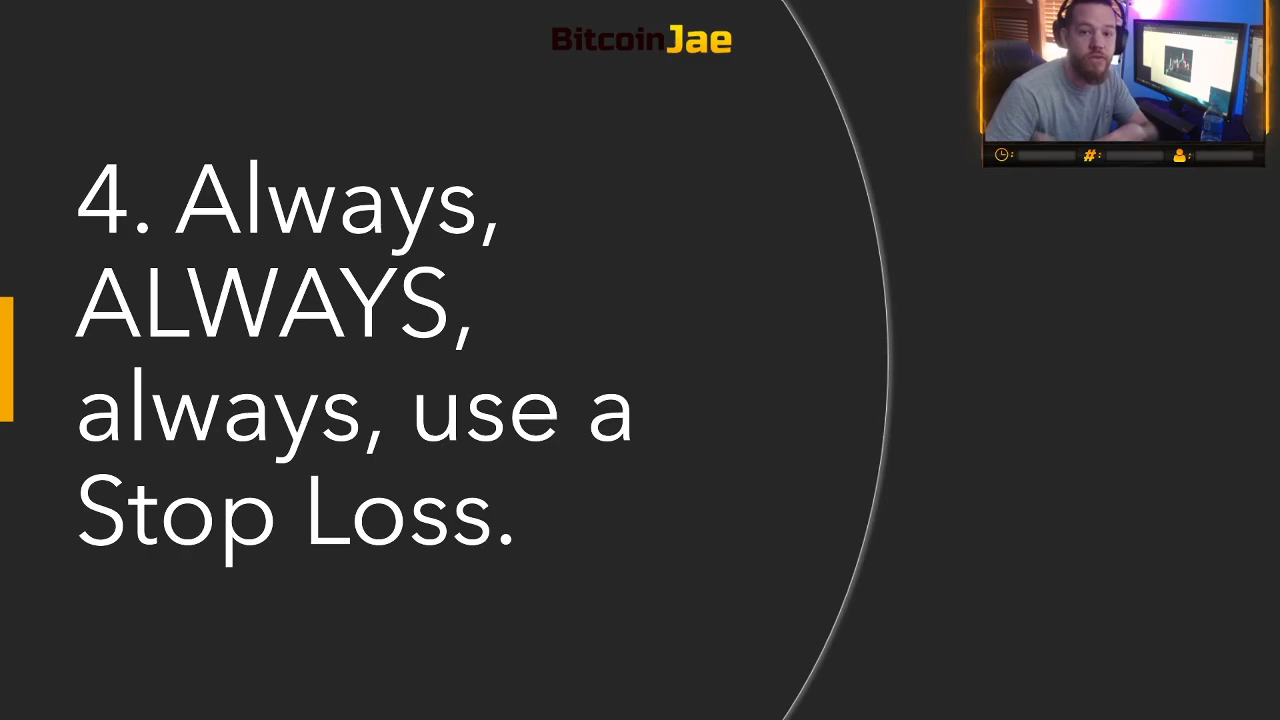 BitcoinJae
4. Always,
ALWAYS,
always, use a
Stop Loss.
#: